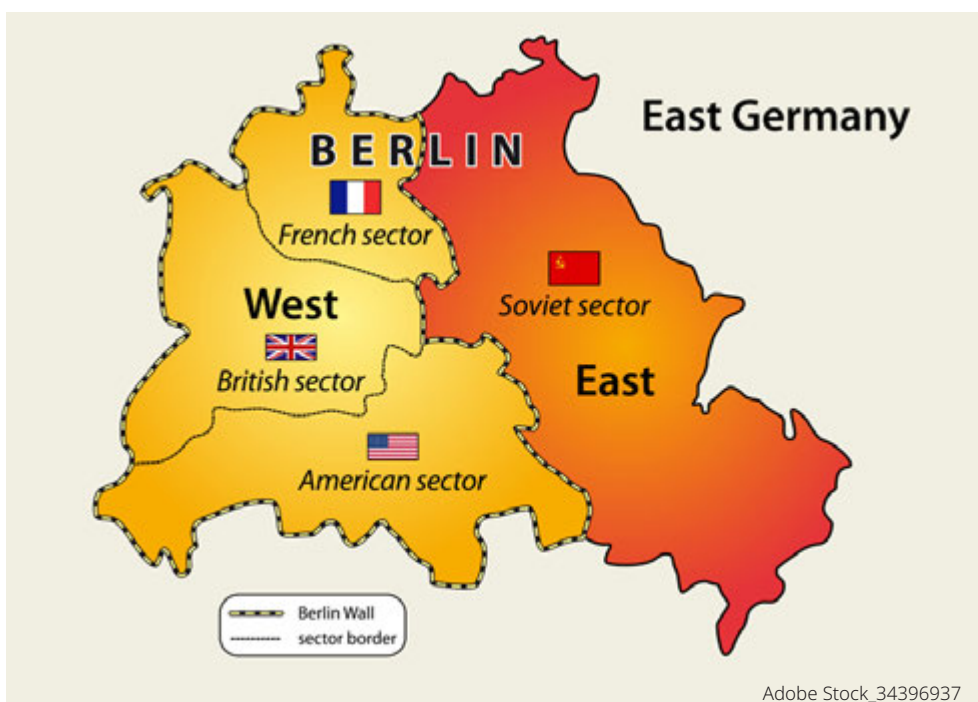 East Germany
BERLIN
French sector
Soviet sector
West
British sector
East
American sector
Berlin Wall
sector border
Adobe Stock_34396937